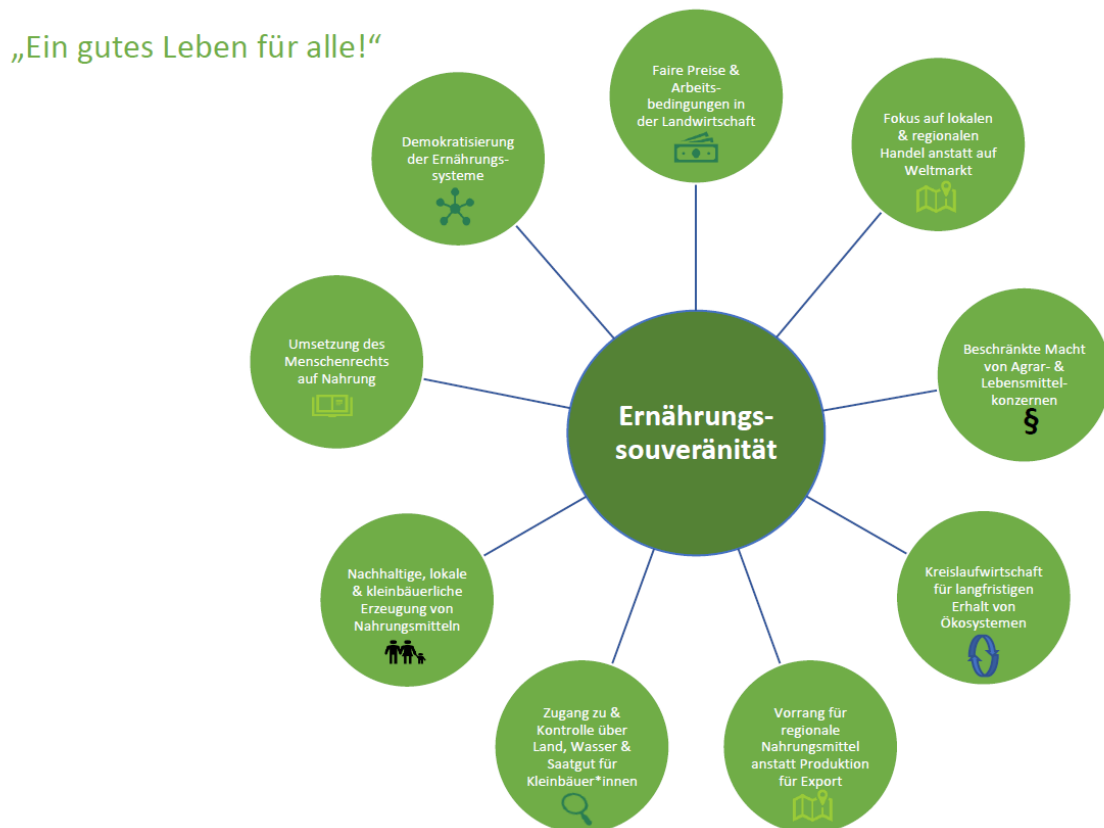 „Ein gutes Leben für alle!“
Faire Preise &
Arbeits-
bedingungen in
der Landwirtschaft
Fokus auf lokalen
& regionalen
Handel anstatt auf
Weltmarkt
Beschränkte Macht
von Agrar- &
Lebensmittel-
konzernen
§
Kreislaufwirtschaft
für langfristigen
Erhalt von
Ökosystemen
Vorrang für
regionale
Nahrungsmittel
anstatt Produktion
für Export
Zugang zu &
Kontrolle über
Land, Wasser &
Saatgut für
Kleinbäuer*innen
Nachhaltige, lokale
& kleinbäuerliche
Erzeugung von
Nahrungsmitteln
Umsetzung des
Menschenrechts
auf Nahrung
Demokratisierung
der Ernährungs-
systeme
Ernährungs-
souveränität